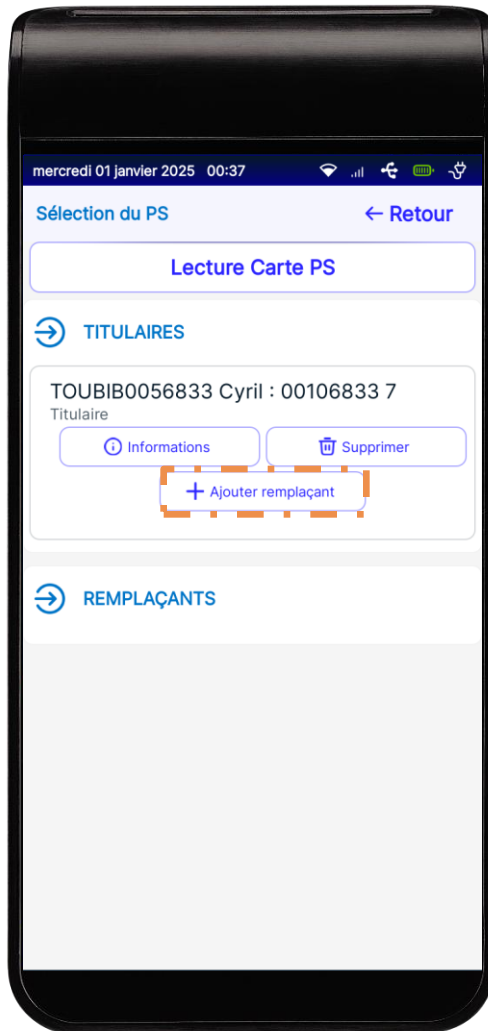 mercredi 01 janvier 2025 00:37
Sélection du PS ← Retour
Lecture Carte PS
TITULAIRES
TOUBIB0056833 Cyril : 00106833 7
Titulaire
Informations Supprimer
+ Ajouter remplaçant
REMPLAÇANTS